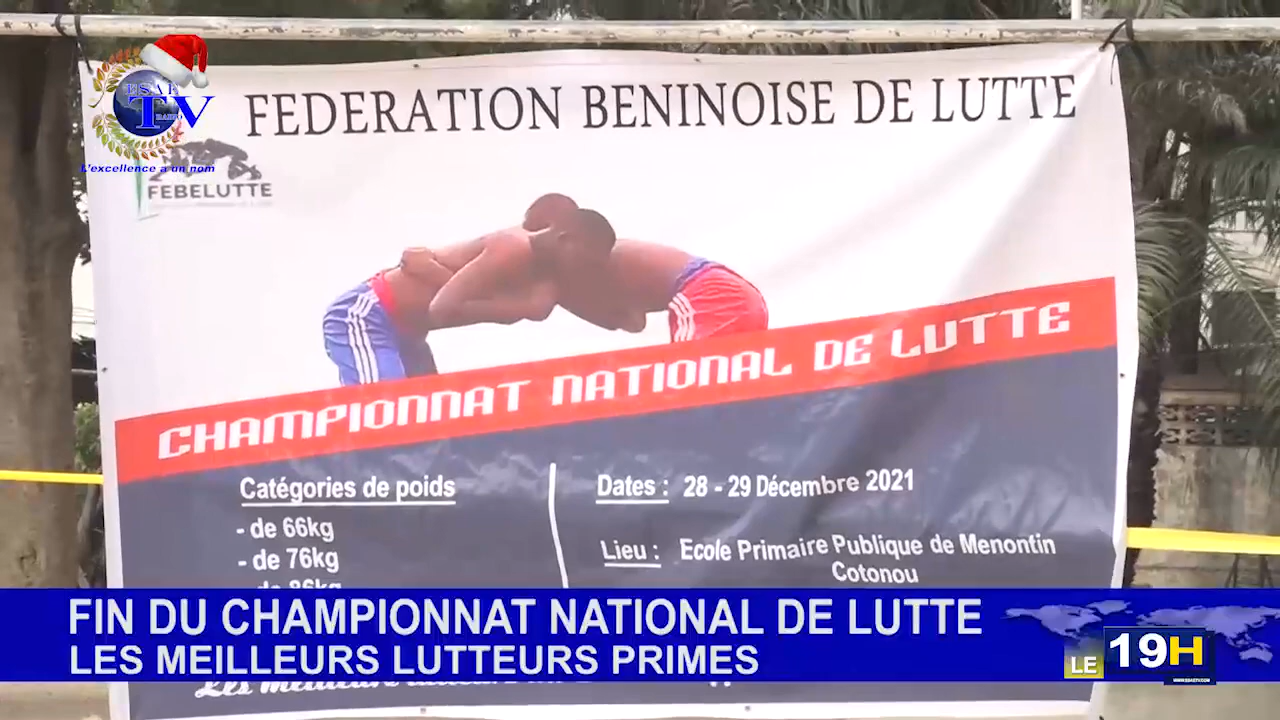 ESAE
TV
L'excellence a un nom
FEDERATION BENINOISE DE LUTTE
FEBELUTTE
CHAMPIONNAT NATIONAL DE LUTTE
Catégories de poids
- de 66kg
- de 76kg
- de 86kg
Dates : 28 - 29 Décembre 2021
Lieu : Ecole Primaire Publique de Menontin
Cotonou
FIN DU CHAMPIONNAT NATIONAL DE LUTTE
LES MEILLEURS LUTTEURS PRIMES
LE 19H